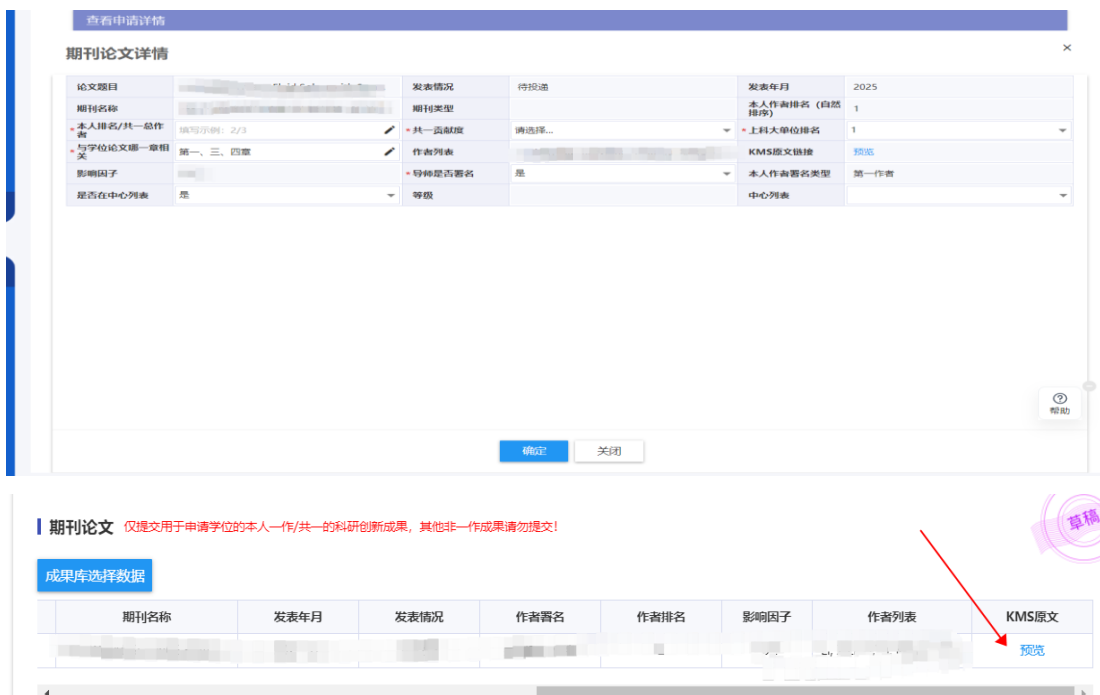 查看申请详情
期刊论文详情 ×
论文题目 发表情况 待投递 发表年月 2025
期刊名称 期刊类型 本人作者排名（自然排序） 1
*本人排名/共一总作者 填写示例：2/3 *共一贡献度 请选择... *上科大单位排名 1
*与学位论文哪一章相关 第一、三、四章 作者列表 KMS原文链接 预览
影响因子 *导师是否署名 是 本人作者署名类型 第一作者
是否在中心列表 是 等级 中心列表
帮助
确定 关闭
期刊论文 仅提交用于申请学位的本人一作/共一的科研创新成果，其他非一作成果请勿提交！
草稿
成果库选择数据
期刊名称 发表年月 发表情况 作者署名 作者排名 影响因子 作者列表 KMS原文
预览